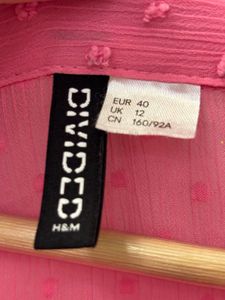 DIVIDED
H&M
EUR 40
UK 12
CN 160/92A